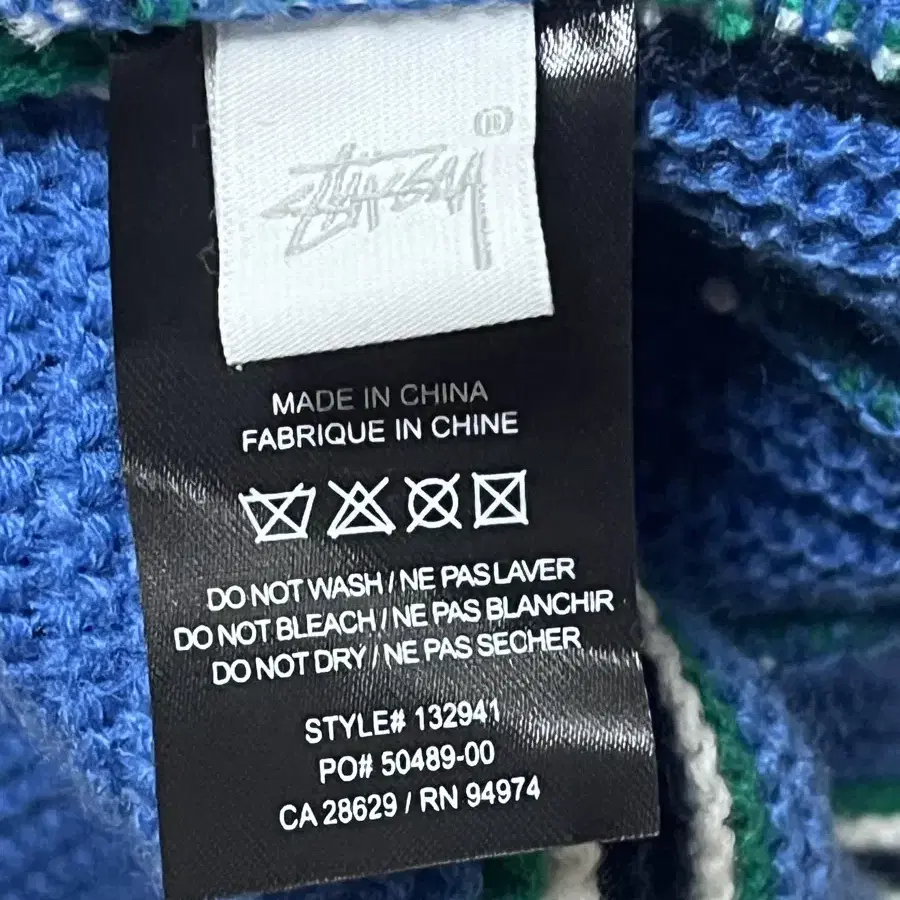 Stüssy
MADE IN CHINA
FABRIQUE IN CHINE
DO NOT WASH / NE PAS LAVER
DO NOT BLEACH / NE PAS BLANCHIR
DO NOT DRY / NE PAS SECHER
STYLE# 132941
PO# 50489-00
CA 28629 / RN 94974